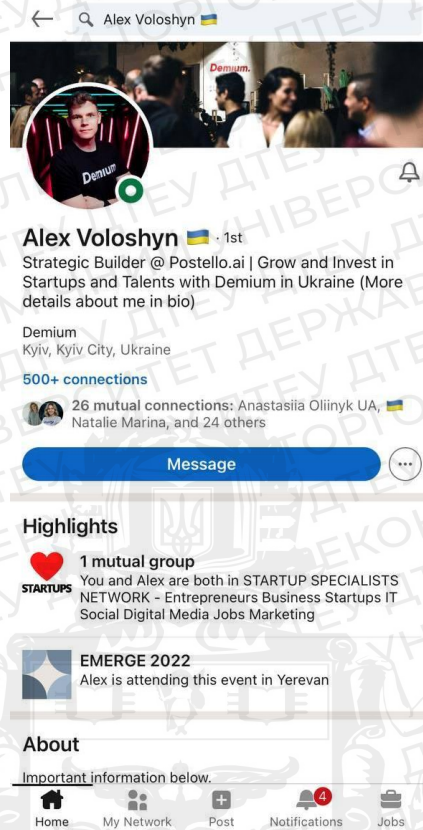 Alex Voloshyn 🇺🇦
Demium.
Demium
Alex Voloshyn 🇺🇦 · 1st
Strategic Builder @ Postello.ai | Grow and Invest in
Startups and Talents with Demium in Ukraine (More
details about me in bio)
Demium
Kyiv, Kyiv City, Ukraine
500+ connections
26 mutual connections: Anastasiia Oliinyk UA, 🇺🇦
Natalie Marina, and 24 others
Message
Highlights
STARTUPS
1 mutual group
You and Alex are both in STARTUP SPECIALISTS
NETWORK - Entrepreneurs Business Startups IT
Social Digital Media Jobs Marketing
EMERGE 2022
Alex is attending this event in Yerevan
About
Important information below.
4
Home My Network Post Notifications Jobs